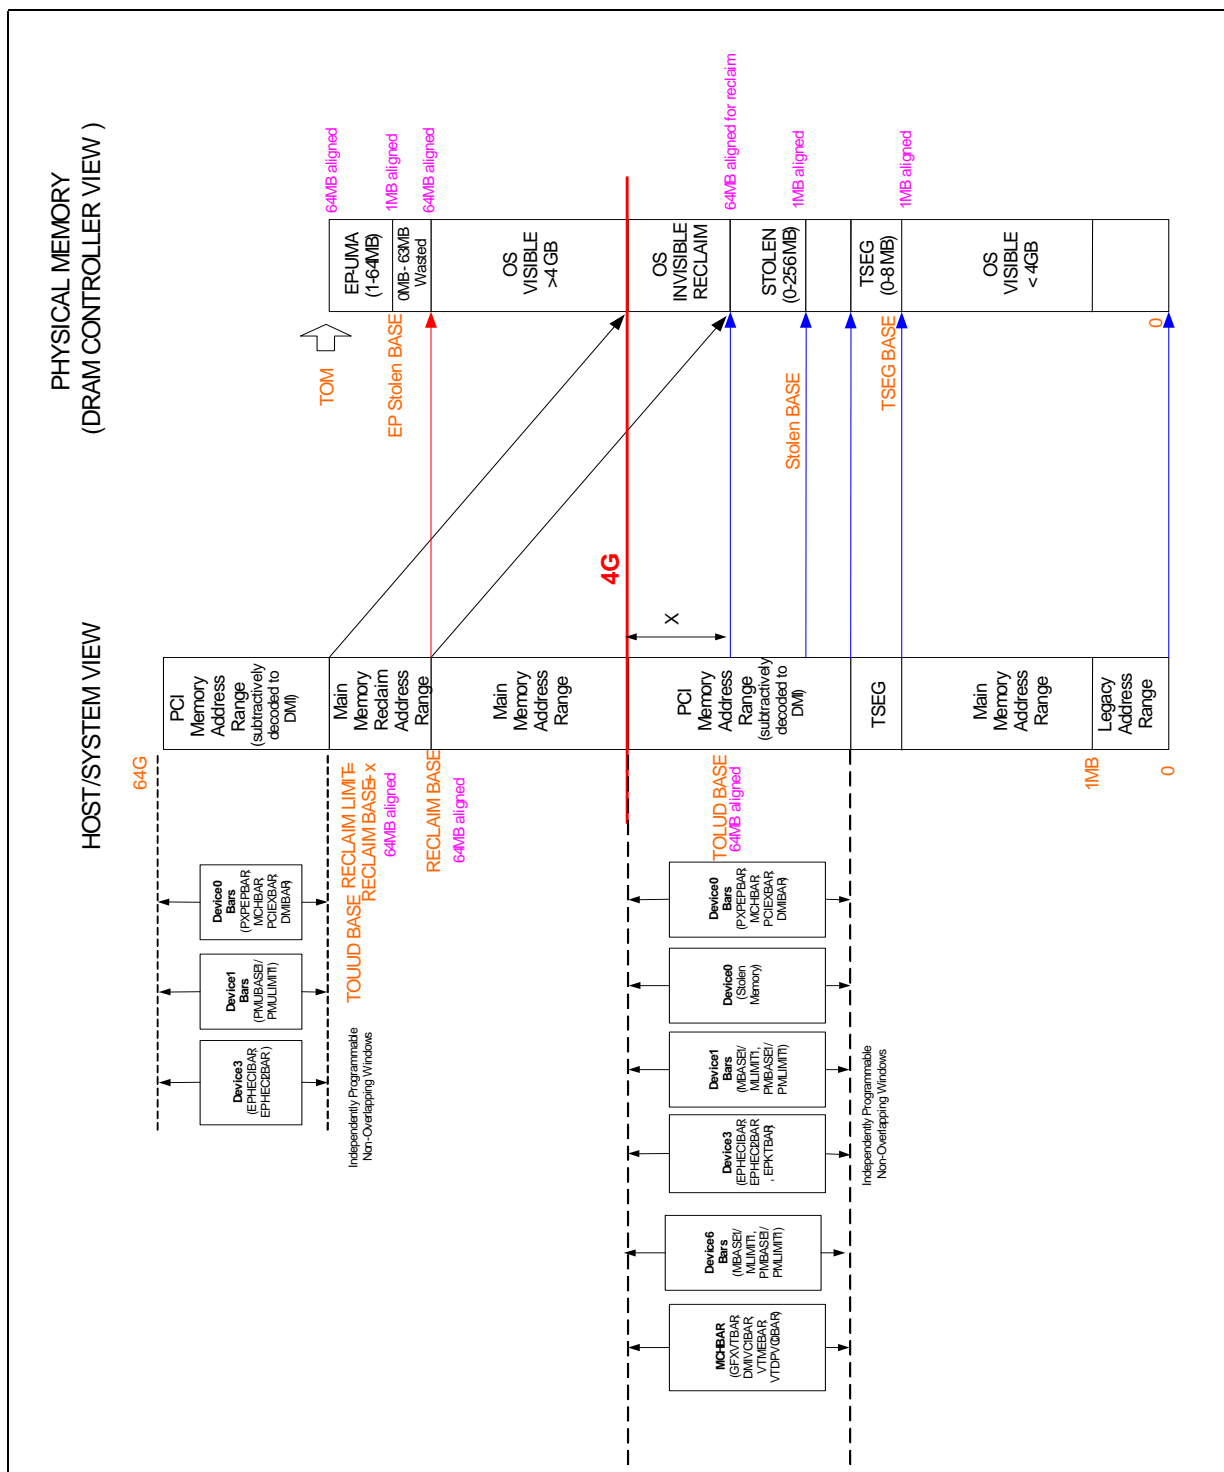 PHYSICAL MEMORY
(DRAM CONTROLLER VIEW )
64MB aligned
1MB aligned
64MB aligned
64MB aligned for reclaim
1MB aligned
1MB aligned
EP-UMA
(1-64MB)
0MB - 63MB
Wasted
OS
VISIBLE
>4 GB
OS
INVISIBLE
RECLAIM
STOLEN
(0-256MB)
TSEG
(0-8 MB)
OS
VISIBLE
< 4GB
TOM
EP Stolen BASE
Stolen BASE
TSEG BASE
0
4G
X
HOST/SYSTEM VIEW
PCI
Memory
Address
Range
(subtractively
decoded to
DMI)
Main
Memory
Reclaim
Address
Range
Main
Memory
Address
Range
PCI
Memory
Address
Range
(subtractively
decoded to
DMI)
TSEG
Main
Memory
Address
Range
Legacy
Address
Range
64G
TOUUD BASE
RECLAIM LIMIT=
RECLAIM BASE+ x
64MB aligned
RECLAIM BASE
64MB aligned
TOLUD BASE
64MB aligned
1MB
0
Device0
Bars
(PXPEPBAR,
MCHBAR,
PCIEXBAR,
DMIBAR)
Device1
Bars
(PMUBASE1/
PMULIMIT1)
Device3
(EPHECIBAR,
EPHECI2BAR )
Independently Programmable
Non-Overlapping Windows
Device0
Bars
(PXPEPBAR,
MCHBAR,
PCIEXBAR,
DMIBAR)
Device0
(Stolen
Memory)
Device1
Bars
(MBASE1/
MLIMIT1,
PMBASE1/
PMLIMIT1)
Device3
(EPHECIBAR,
EPHECI2BAR
, EPKTBAR)
Device6
Bars
(MBASE1/
MLIMIT1,
PMBASE1/
PMLIMIT1)
MCHBAR
(GFXVTBAR,
DMIVC1BAR,
VTMEBAR,
VTDPVC0BAR)
Independently Programmable
Non-Overlapping Windows